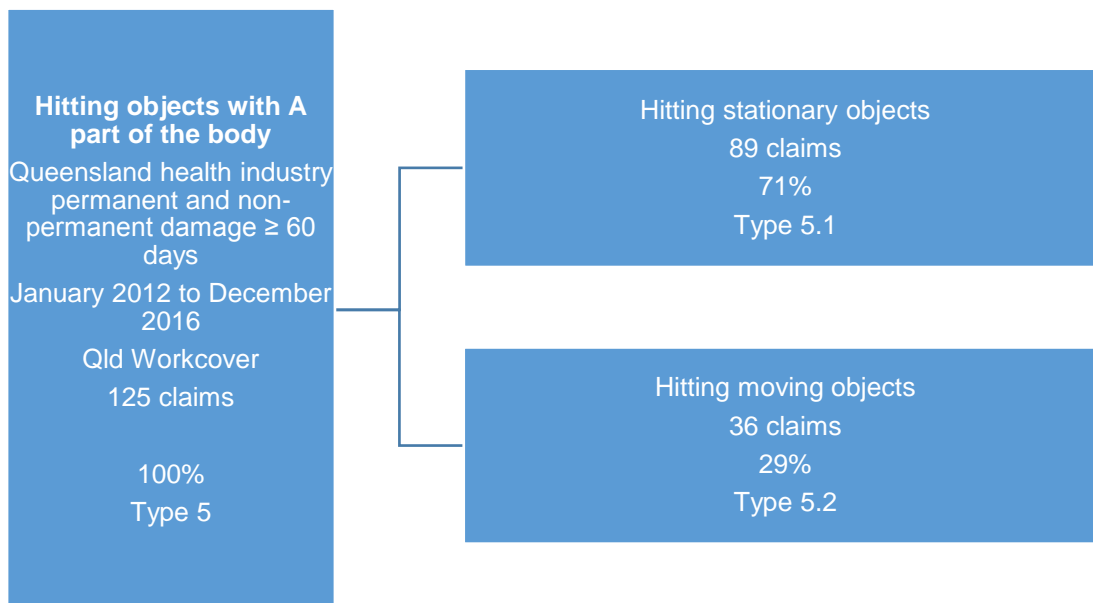 Hitting objects with A
part of the body
Queensland health industry
permanent and non-
permanent damage ≥ 60
days
January 2012 to December
2016
Qld Workcover
125 claims
100%
Type 5
Hitting stationary objects
89 claims
71%
Type 5.1
Hitting moving objects
36 claims
29%
Type 5.2